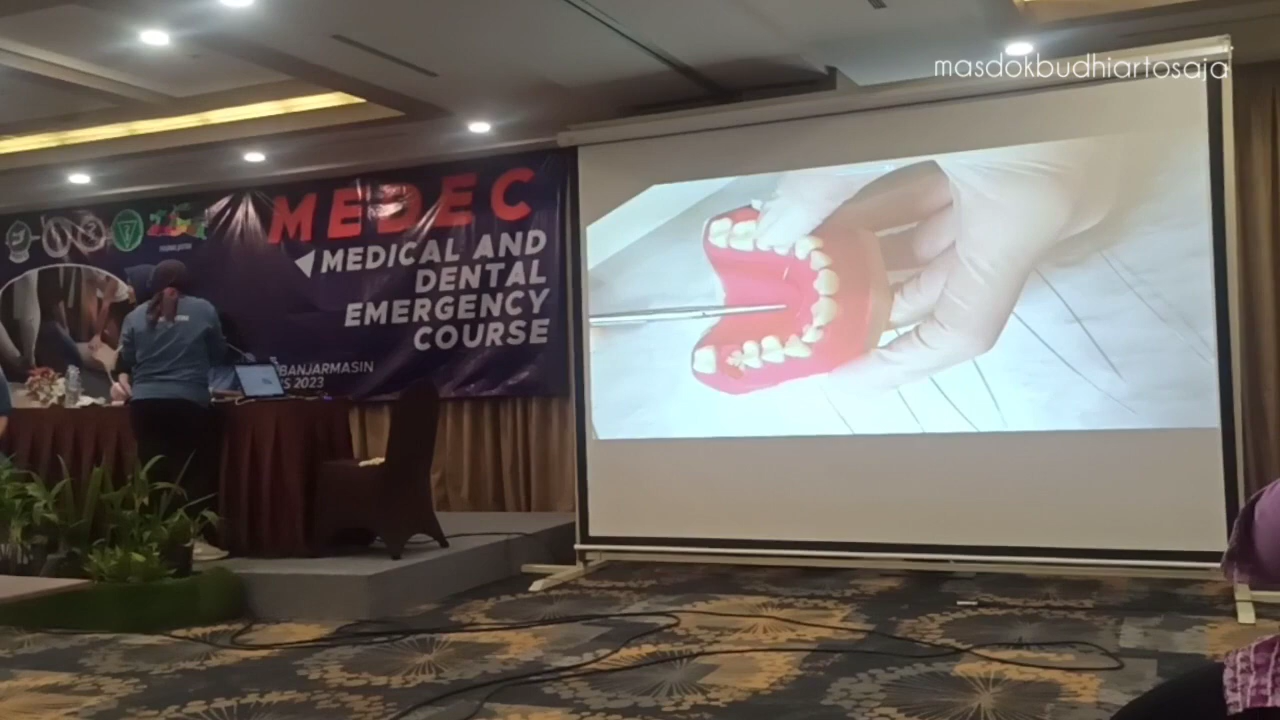 masdokbudhiartosaja
MEDEC
MEDICAL AND
DENTAL
EMERGENCY
COURSE
BANJARMASIN
2023